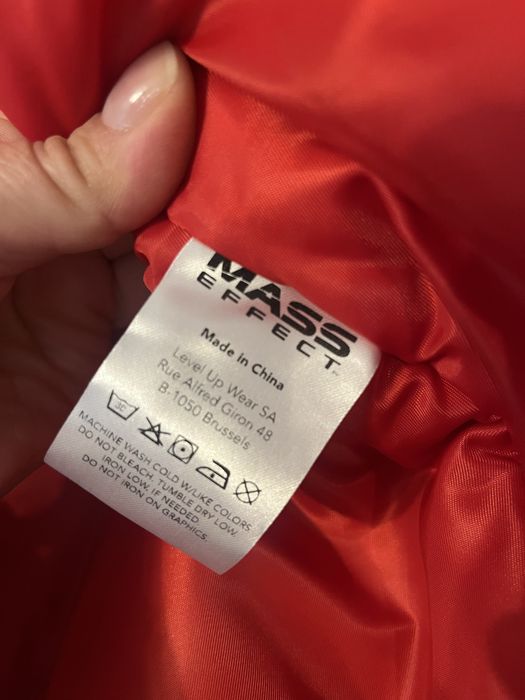 MASS
EFFECT™
Made in China
Level Up Wear SA
Rue Alfred Giron 48
B-1050 Brussels
MACHINE WASH COLD W/LIKE COLORS
DO NOT BLEACH, TUMBLE DRY LOW,
IRON LOW, IF NEEDED.
DO NOT IRON ON GRAPHICS.